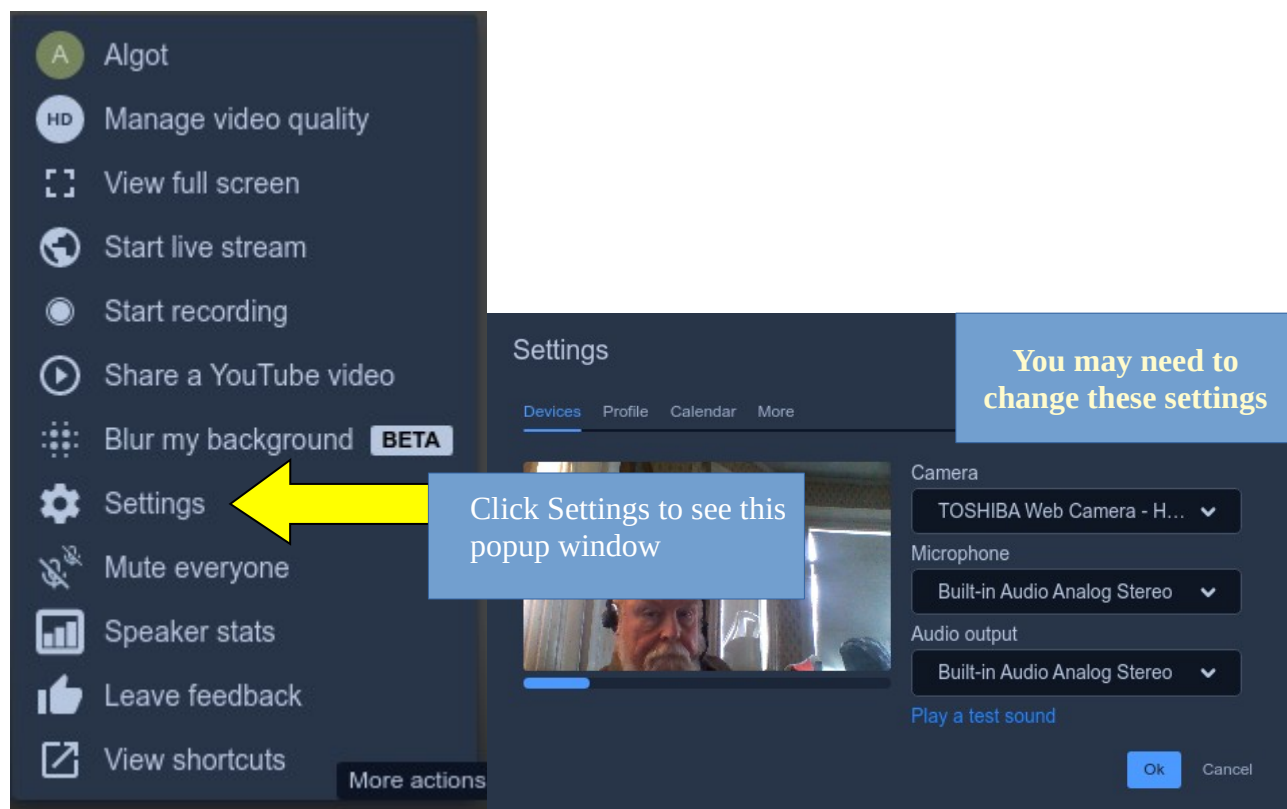 A Algot
HD Manage video quality
View full screen
Start live stream
Start recording
Share a YouTube video
Blur my background BETA
Settings
Mute everyone
Speaker stats
Leave feedback
View shortcuts
More actions
Click Settings to see this
popup window
Settings
You may need to
change these settings
Devices Profile Calendar More
Camera
TOSHIBA Web Camera - H...
Microphone
Built-in Audio Analog Stereo
Audio output
Built-in Audio Analog Stereo
Play a test sound
Ok Cancel